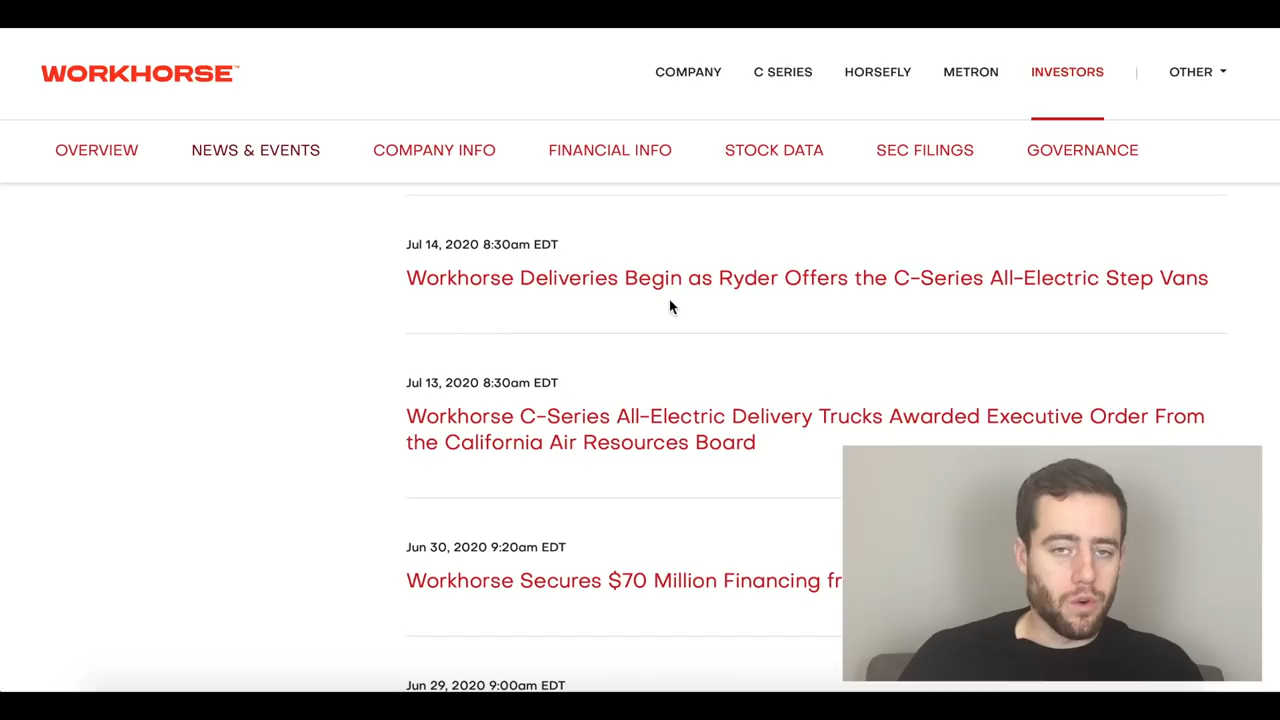 WORKHORSE™
COMPANY C SERIES HORSEFLY METRON INVESTORS | OTHER
OVERVIEW NEWS & EVENTS COMPANY INFO FINANCIAL INFO STOCK DATA SEC FILINGS GOVERNANCE
Jul 14, 2020 8:30am EDT
Workhorse Deliveries Begin as Ryder Offers the C-Series All-Electric Step Vans
Jul 13, 2020 8:30am EDT
Workhorse C-Series All-Electric Delivery Trucks Awarded Executive Order From
the California Air Resources Board
Jun 30, 2020 9:20am EDT
Workhorse Secures $70 Million Financing
Jun 29, 2020 9:00am EDT